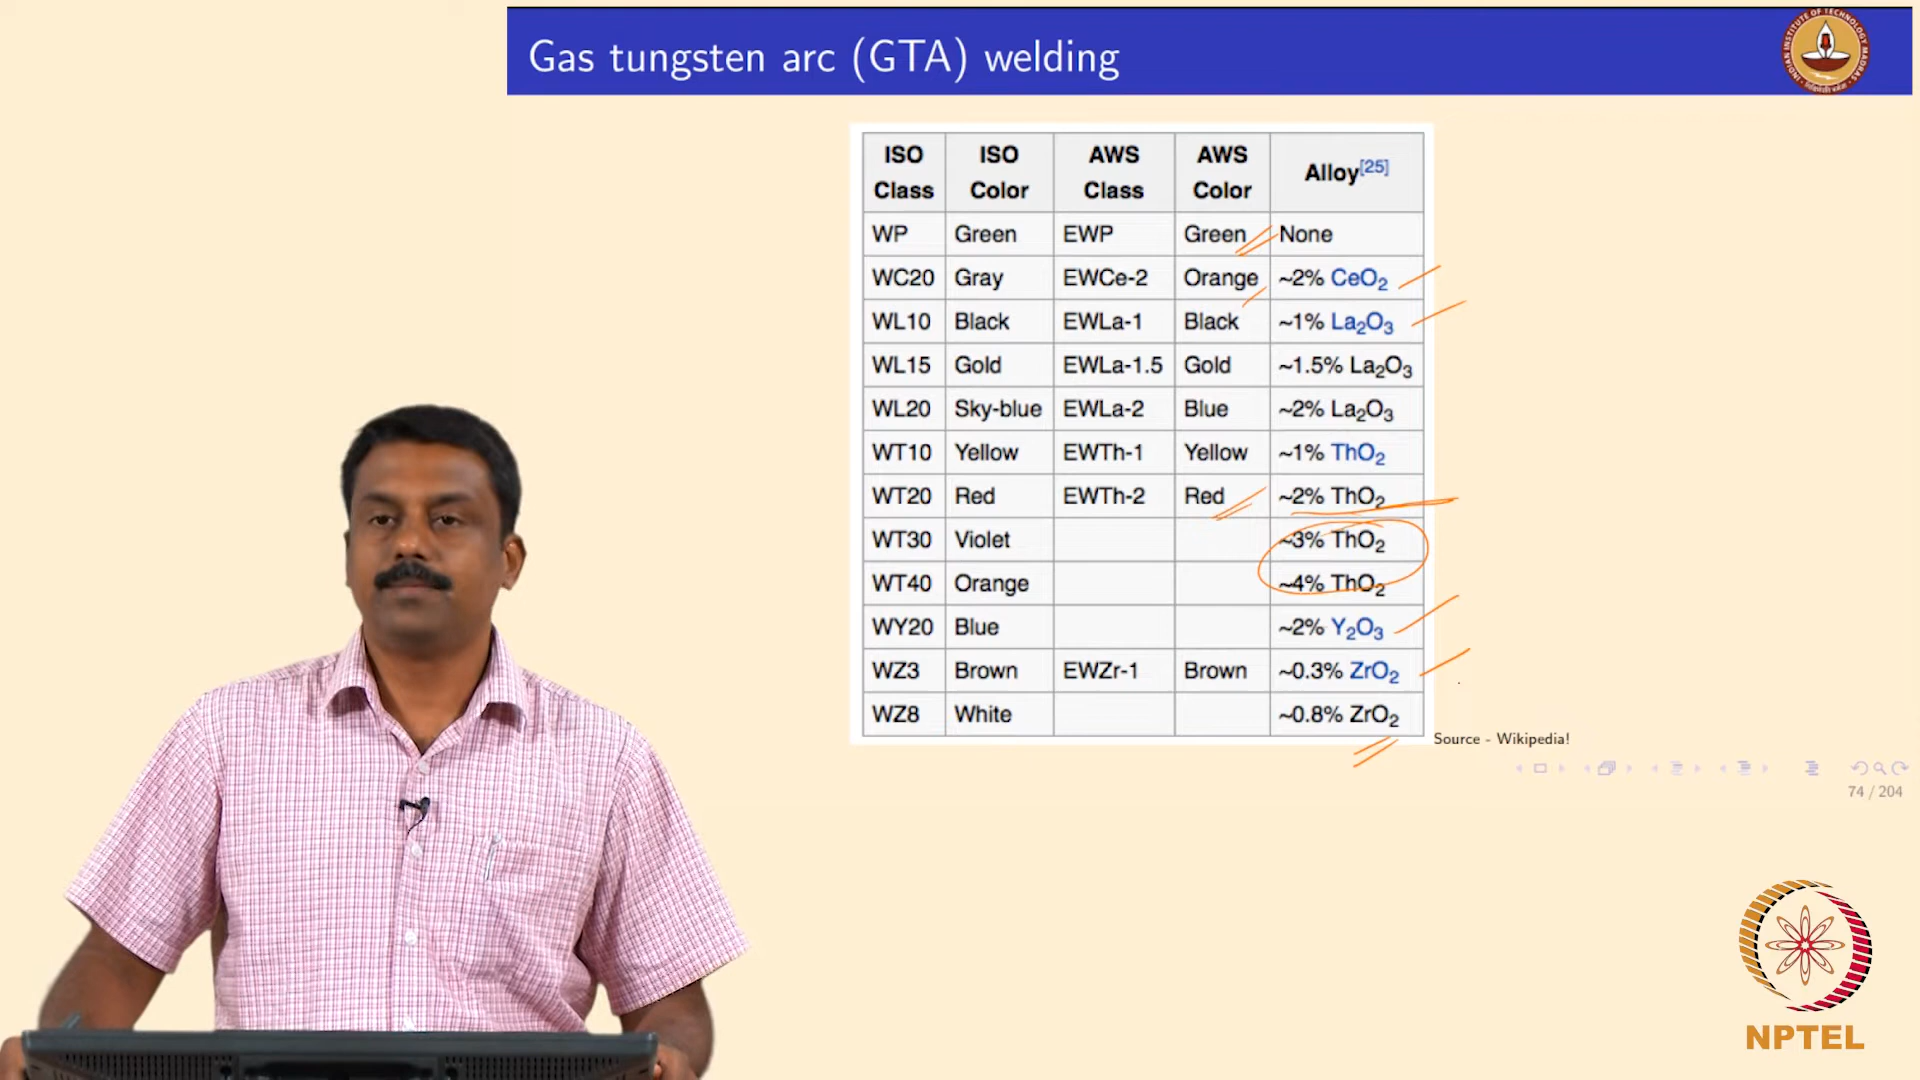 Gas tungsten arc (GTA) welding
INDIAN INSTITUTE OF TECHNOLOGY MADRAS
ISO Class ISO Color AWS Class AWS Color Alloy[25]
WP Green EWP Green None
WC20 Gray EWCe-2 Orange ~2% CeO₂
WL10 Black EWLa-1 Black ~1% La₂O₃
WL15 Gold EWLa-1.5 Gold ~1.5% La₂O₃
WL20 Sky-blue EWLa-2 Blue ~2% La₂O₃
WT10 Yellow EWTh-1 Yellow ~1% ThO₂
WT20 Red EWTh-2 Red ~2% ThO₂
WT30 Violet ~3% ThO₂
WT40 Orange ~4% ThO₂
WY20 Blue ~2% Y₂O₃
WZ3 Brown EWZr-1 Brown ~0.3% ZrO₂
WZ8 White ~0.8% ZrO₂
Source - Wikipedia!
74 / 204
NPTEL